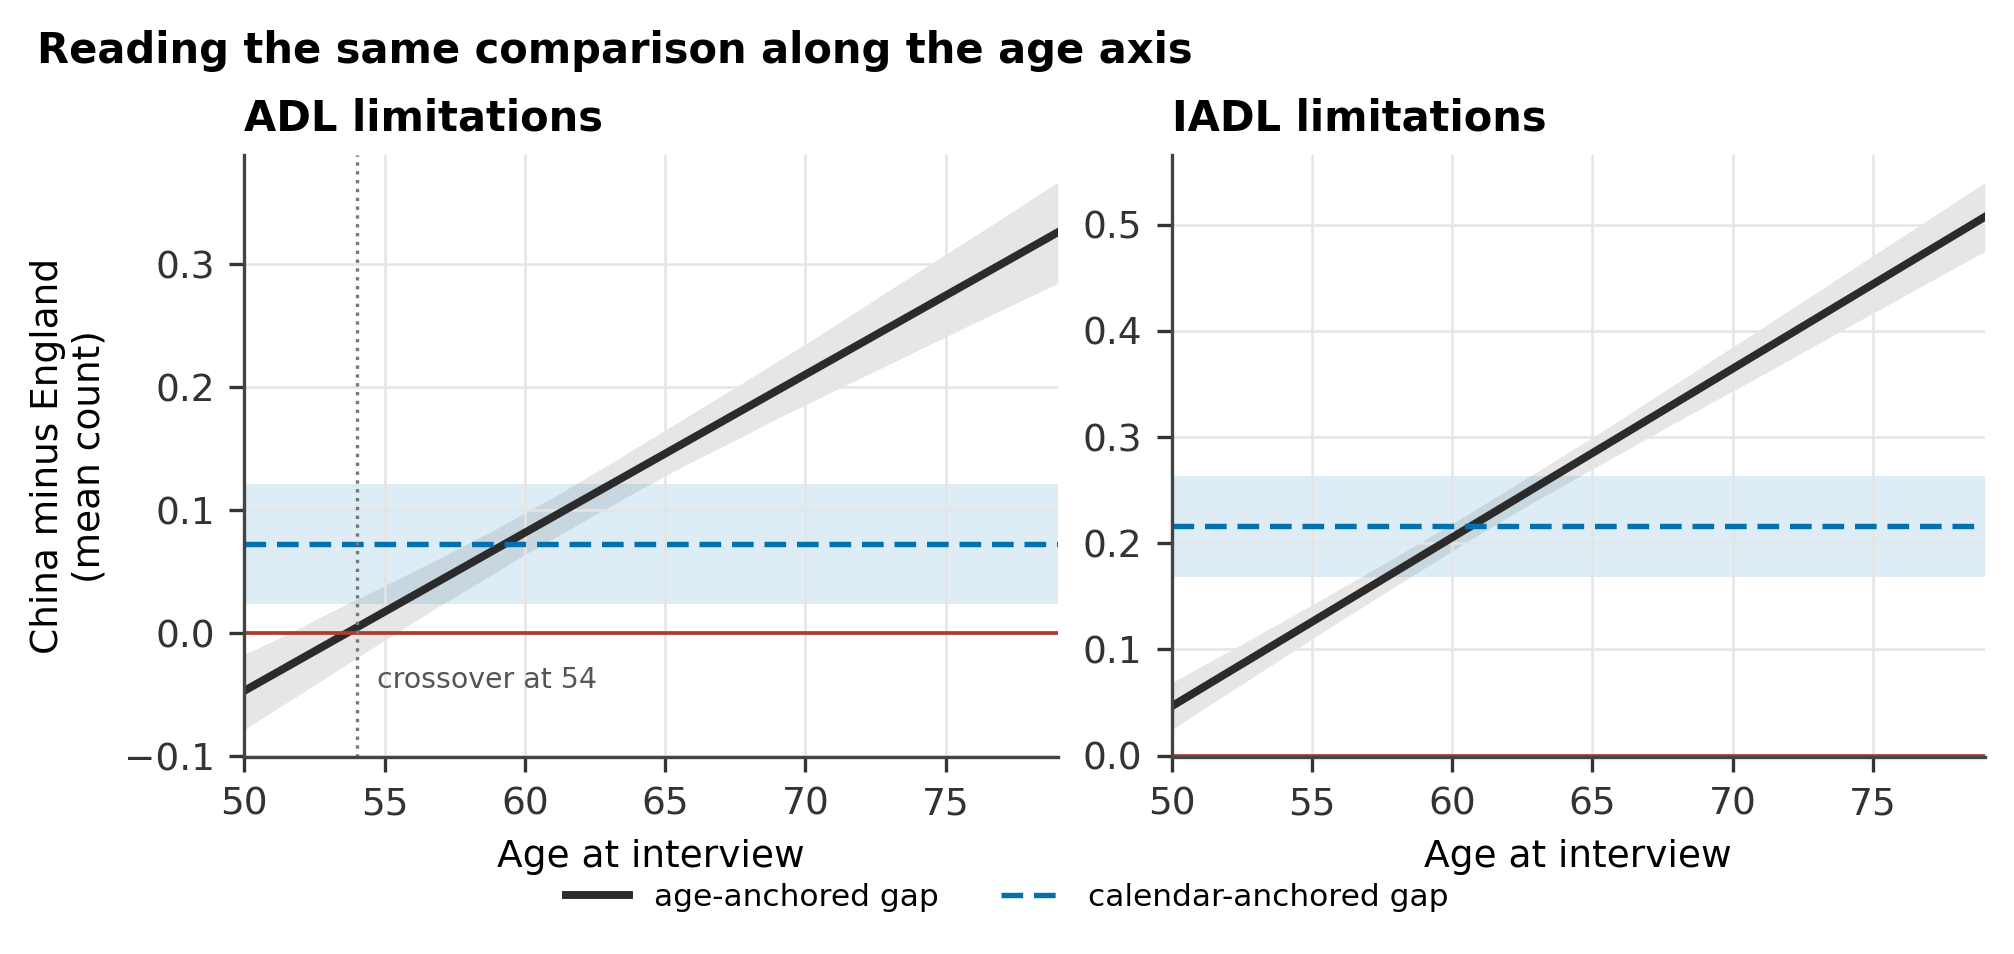 Reading the same comparison along the age axis
ADL limitations
China minus England
(mean count)
0.3
0.2
0.1
0.0
−0.1
crossover at 54
50 55 60 65 70 75
Age at interview
IADL limitations
0.5
0.4
0.3
0.2
0.1
0.0
50 55 60 65 70 75
Age at interview
age-anchored gap
calendar-anchored gap